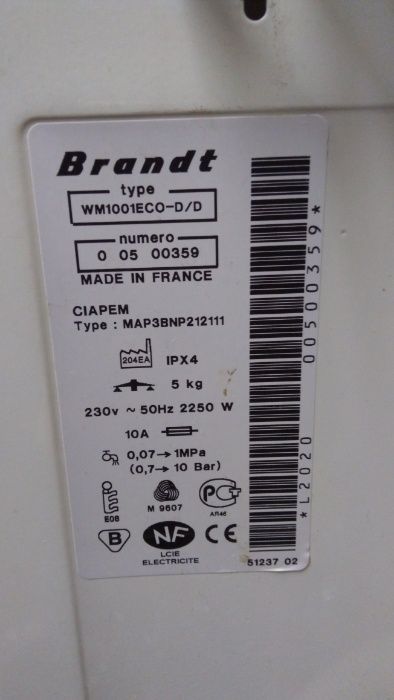 Brandt
type
WM1001ECO-D/D
numero
0 05 00359
MADE IN FRANCE
CIAPEM
Type : MAP3BNP212111
204EA IPX4
5 kg
230v ~ 50Hz 2250 W
10A
0,07→1MPa
(0,7→10 Bar)
E08
M 9607
AR46
B
NF
CE
LCIE
ELECTRICITE
*L2020 00500359*
51237 02